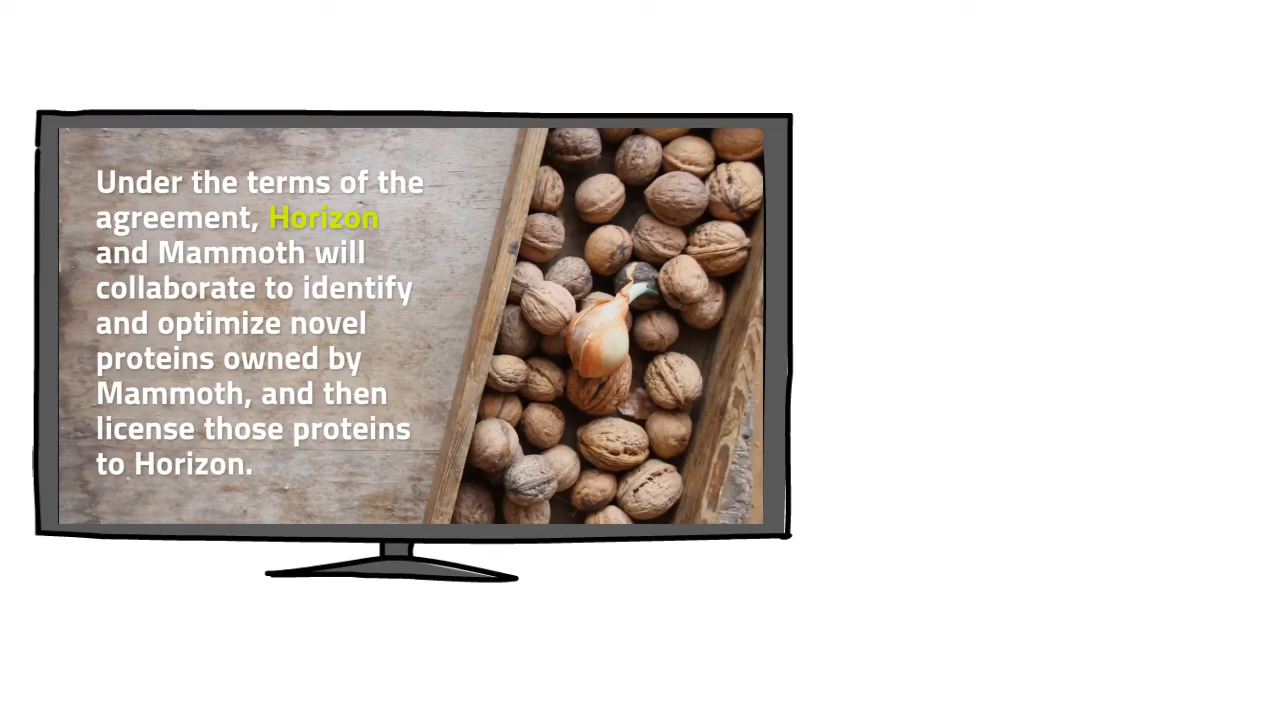 Under the terms of the
agreement, Horizon
and Mammoth will
collaborate to identify
and optimize novel
proteins owned by
Mammoth, and then
license those proteins
to Horizon.